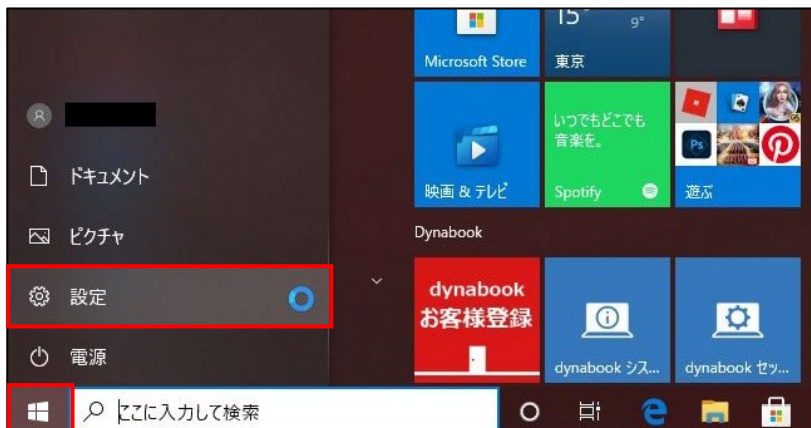 ドキュメント
ピクチャ
設定
電源
ここに入力して検索
15°
9°
Microsoft Store
東京
映画 & テレビ
いつでもどこでも
音楽を。
Spotify
Ps
遊ぶ
Dynabook
dynabook
お客様登録
dynabook シス...
dynabook セッ...